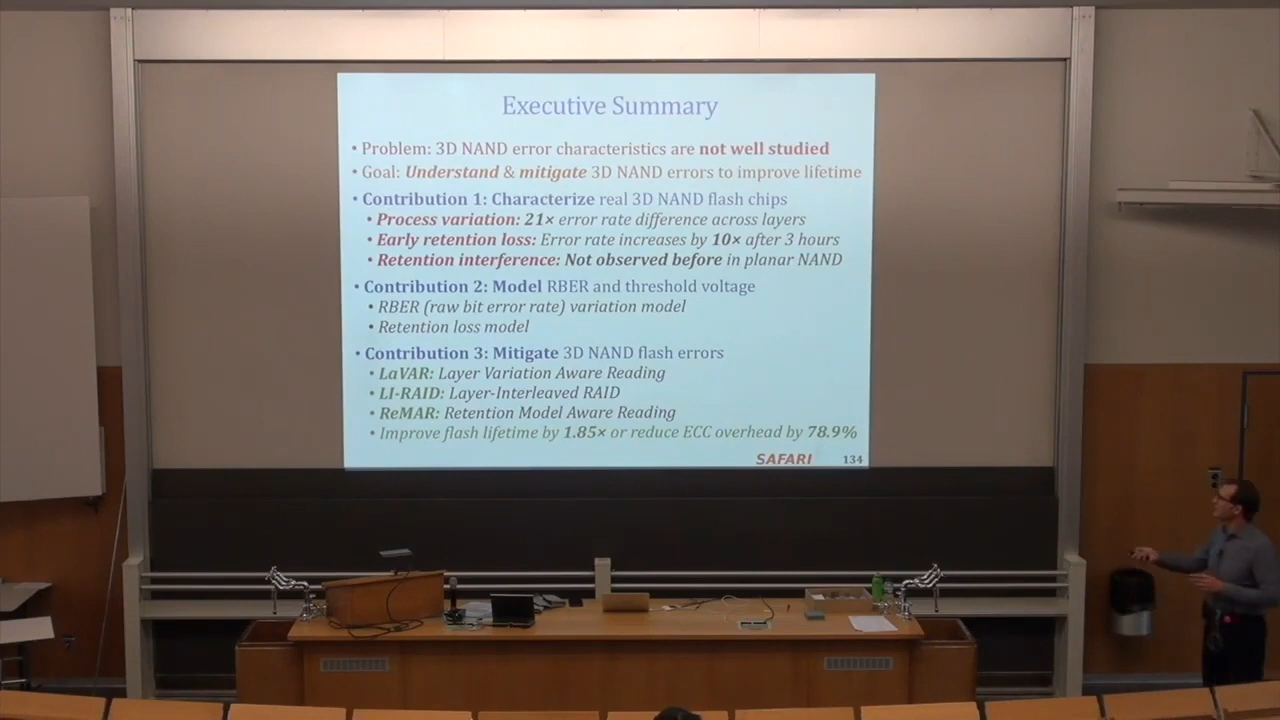 Executive Summary
• Problem: 3D NAND error characteristics are not well studied
• Goal: Understand & mitigate 3D NAND errors to improve lifetime
• Contribution 1: Characterize real 3D NAND flash chips
• Process variation: 21× error rate difference across layers
• Early retention loss: Error rate increases by 10× after 3 hours
• Retention interference: Not observed before in planar NAND
• Contribution 2: Model RBER and threshold voltage
• RBER (raw bit error rate) variation model
• Retention loss model
• Contribution 3: Mitigate 3D NAND flash errors
• LaVAR: Layer Variation Aware Reading
• LI-RAID: Layer-Interleaved RAID
• ReMAR: Retention Model Aware Reading
• Improve flash lifetime by 1.85× or reduce ECC overhead by 78.9%
SAFARI 134